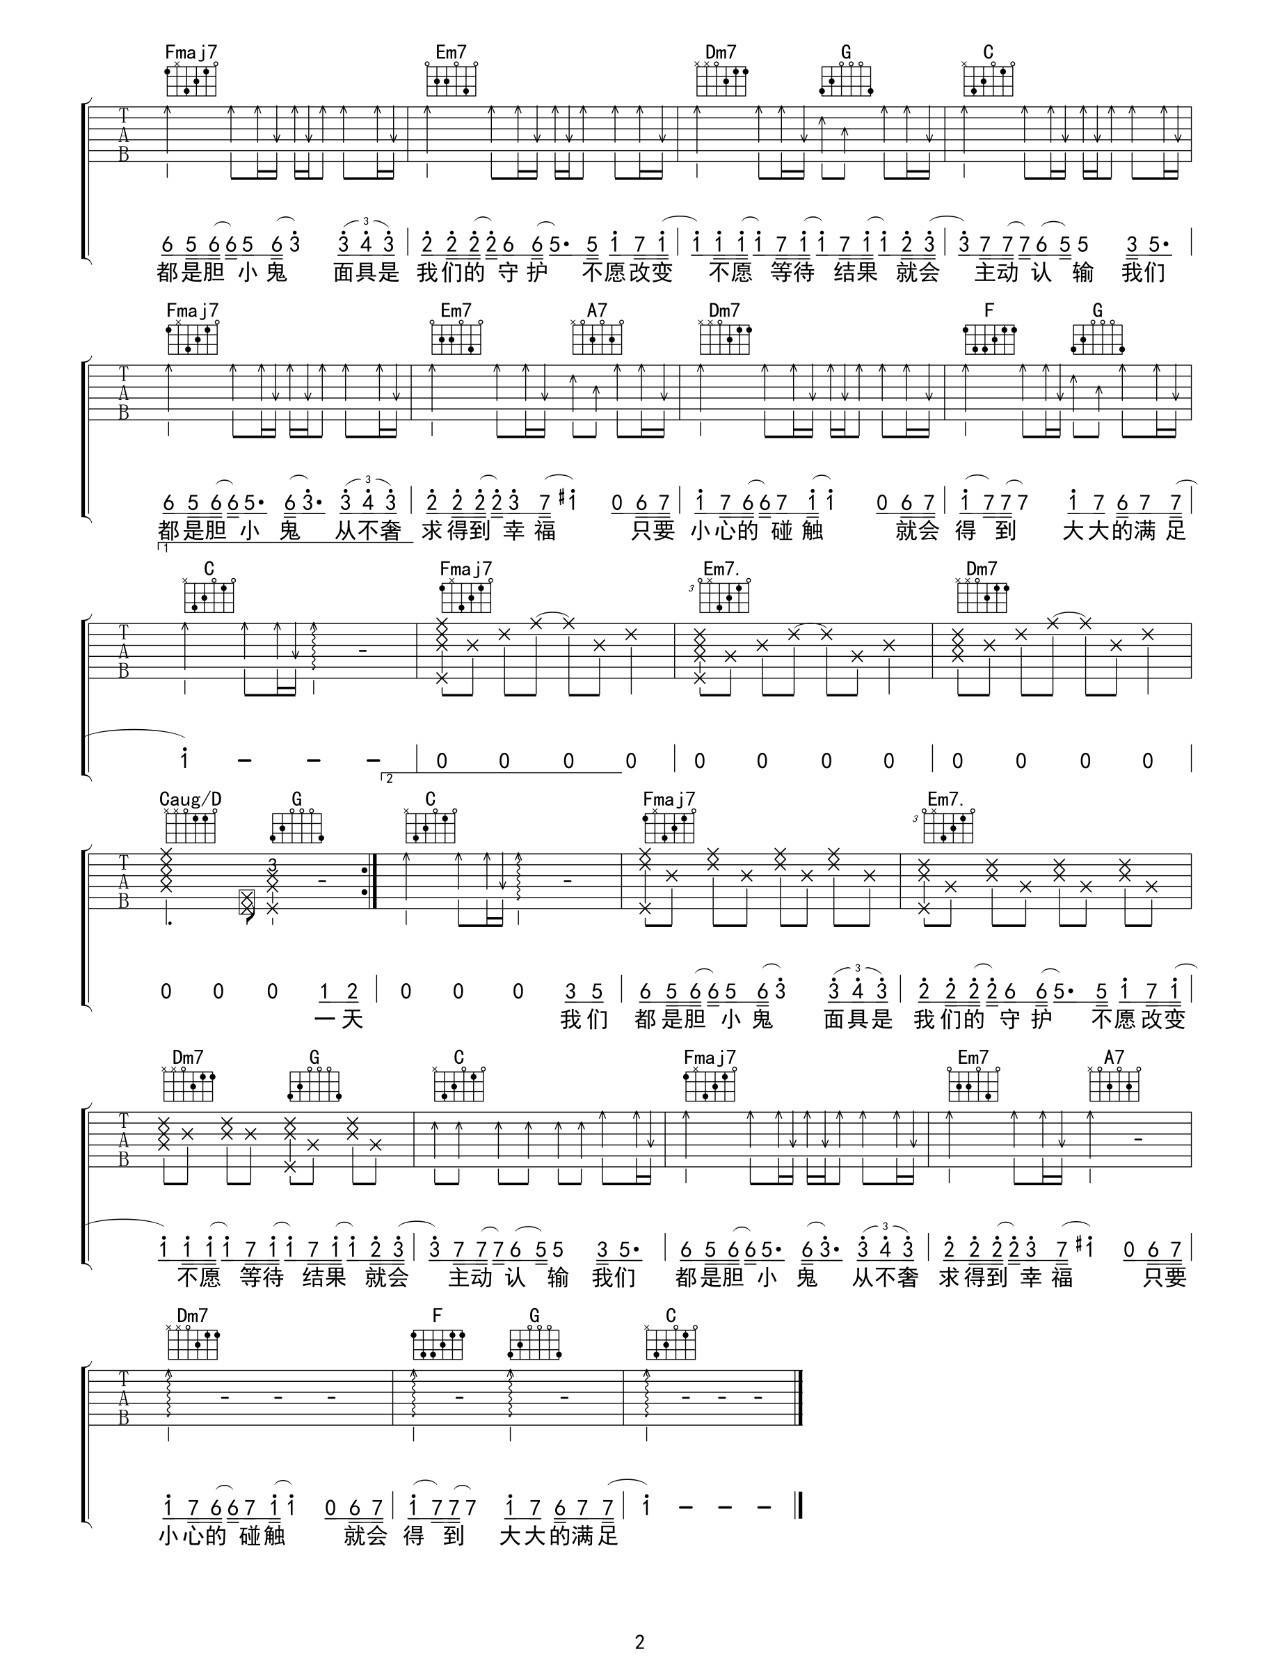 Fmaj7 Em7 Dm7 G C
T
A
B
3
6 5 6 6 5 6 3 3 4 3 2 2 2 2 6 6 5· 5 1 7 1 1 1 1 1 7 1 1 7 1 1 2 3 3 7 7 7 6 5 5 3 5·
都是胆 小鬼 面具是 我们的 守护 不愿改变 不愿 等待 结果 就会 主动认 输 我们
Fmaj7 Em7 A7 Dm7 F G
T
A
B
3
6 5 6 6 5· 6 3· 3 4 3 2 2 2 2 3 7 #1 0 6 7 1 7 6 6 7 1 1 0 6 7 1 7 7 7 1 7 6 7 7
都是胆 小 鬼 从不奢 求得到 幸福 只要 小心的 碰触 就会 得 到 大大的满足
1
C Fmaj7 Em7. Dm7
3
T
A
B
-
1 – – – 0 0 0 0 0 0 0 0 0 0 0 0
2
Caug/D G C Fmaj7 Em7.
3
T
A
B
3 - -
3
0 0 0 1 2 0 0 0 3 5 6 5 6 6 5 6 3 3 4 3 2 2 2 2 6 6 5· 5 1 7 1
一天 我们 都是胆 小鬼 面具是 我们的 守护 不愿改变
Dm7 G C Fmaj7 Em7 A7
T
A
B
-
3
1 1 1 1 7 1 1 7 1 1 2 3 3 7 7 7 6 5 5 3 5· 6 5 6 6 5· 6 3· 3 4 3 2 2 2 2 3 7 #1 0 6 7
不愿 等待 结果 就会 主动认 输 我们 都是胆 小 鬼 从不奢 求得到 幸福 只要
Dm7 F G C
T
A
B
- - - - - - - -
1 7 6 6 7 1 1 0 6 7 1 7 7 7 1 7 6 7 7 1 – – –
小心的 碰触 就会 得 到 大大的满足
2